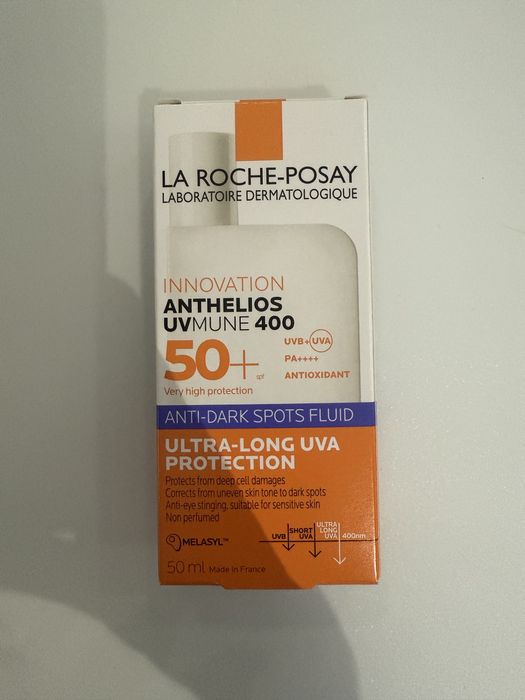 LA ROCHE-POSAY
LABORATOIRE DERMATOLOGIQUE
INNOVATION
ANTHELIOS
UVMUNE 400
50+ spf
Very high protection
UVB+UVA
PA++++
ANTIOXIDANT
ANTI-DARK SPOTS FLUID
ULTRA-LONG UVA
PROTECTION
Protects from deep cell damages
Corrects from uneven skin tone to dark spots
Anti-eye stinging, suitable for sensitive skin
Non perfumed
MELASYL™
UVB
SHORT
UVA
ULTRA
LONG
UVA
400nm
50 ml Made in France